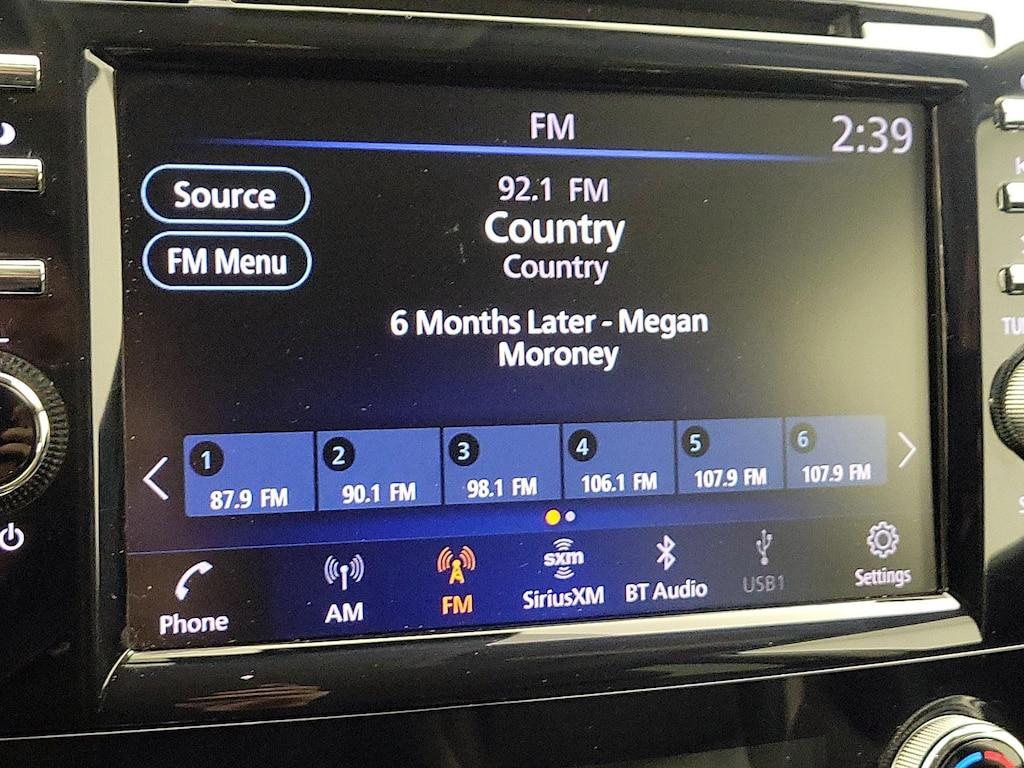 FM
2:39
Source
92.1 FM
Country
FM Menu
Country
6 Months Later - Megan
Moroney
1
2
3
4
5
6
87.9 FM
90.1 FM
98.1 FM
106.1 FM
107.9 FM
107.9 FM
Phone
AM
FM
sxm
SiriusXM
BT Audio
USB1
Settings